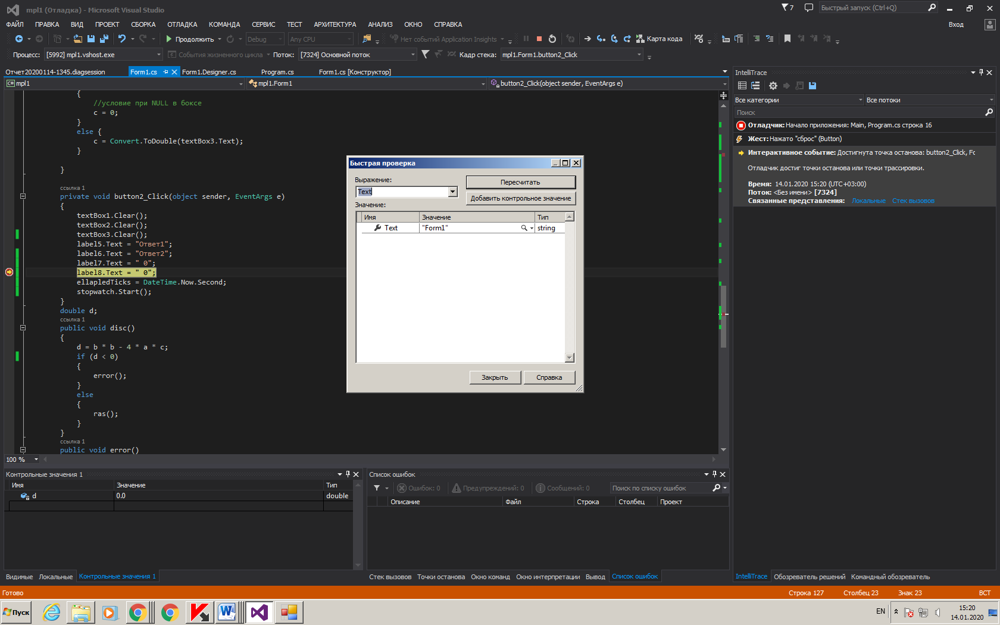 mpl1 (Отладка) - Microsoft Visual Studio
7
Быстрый запуск (Ctrl+Q)
ФАЙЛ ПРАВКА ВИД ПРОЕКТ СБОРКА ОТЛАДКА КОМАНДА СЕРВИС ТЕСТ АРХИТЕКТУРА АНАЛИЗ ОКНО СПРАВКА
Вход
Продолжить Debug Any CPU Нет событий Application Insights Карта кода
Процесс: [5992] mpl1.vshost.exe События жизненного цикла Поток: [7324] Основной поток Кадр стека: mpl1.Form1.button2_Click
Отчет20200114-1345.diagsession Form1.cs Form1.Designer.cs Program.cs Form1.cs [Конструктор]
mpl1 mpl1.Form1 button2_Click(object sender, EventArgs e)
{
//условие при NULL в боксе
c = 0;
}
else {
c = Convert.ToDouble(textBox3.Text);
}
}
ссылка 1
private void button2_Click(object sender, EventArgs e)
{
textBox1.Clear();
textBox2.Clear();
textBox3.Clear();
label5.Text = "Ответ1";
label6.Text = "Ответ2";
label7.Text = " 0";
label8.Text = " 0";
ellapledTicks = DateTime.Now.Second;
stopwatch.Start();
}
double d;
ссылка 1
public void disc()
{
d = b * b - 4 * a * c;
if (d < 0)
{
error();
}
else
{
ras();
}
}
ссылка 1
public void error()
100 %
Быстрая проверка
Выражение:
Пересчитать
Text
Добавить контрольное значение
Значение:
Имя Значение Тип
Text "Form1" string
Закрыть Справка
IntelliTrace
Все категории Все потоки
Поиск
Отладчик: Начало приложения: Main, Program.cs строка 16
Жест: Нажато "сброс" (Button)
Интерактивное событие: Достигнута точка останова: button2_Click, Fc
Отладчик достиг точки останова или точки трассировки.
Время: 14.01.2020 15:20 (UTC+03:00)
Поток: <Без имени> [7324]
Связанные представления: Локальные Стек вызовов
Контрольные значения 1
Имя Значение Тип
d 0.0 double
Видимые Локальные Контрольные значения 1
Список ошибок
Ошибок: 0 Предупреждений: 0 Сообщений: 0 Поиск по списку ошибок
Описание Файл Строка Столбец Проект
Стек вызовов Точки останова Окно команд Окно интерпретации Вывод Список ошибок
IntelliTrace Обозреватель решений Командный обозреватель
Готово Строка 127 Столбец 23 Знак 23 ВСТ
Пуск
EN
15:20
14.01.2020